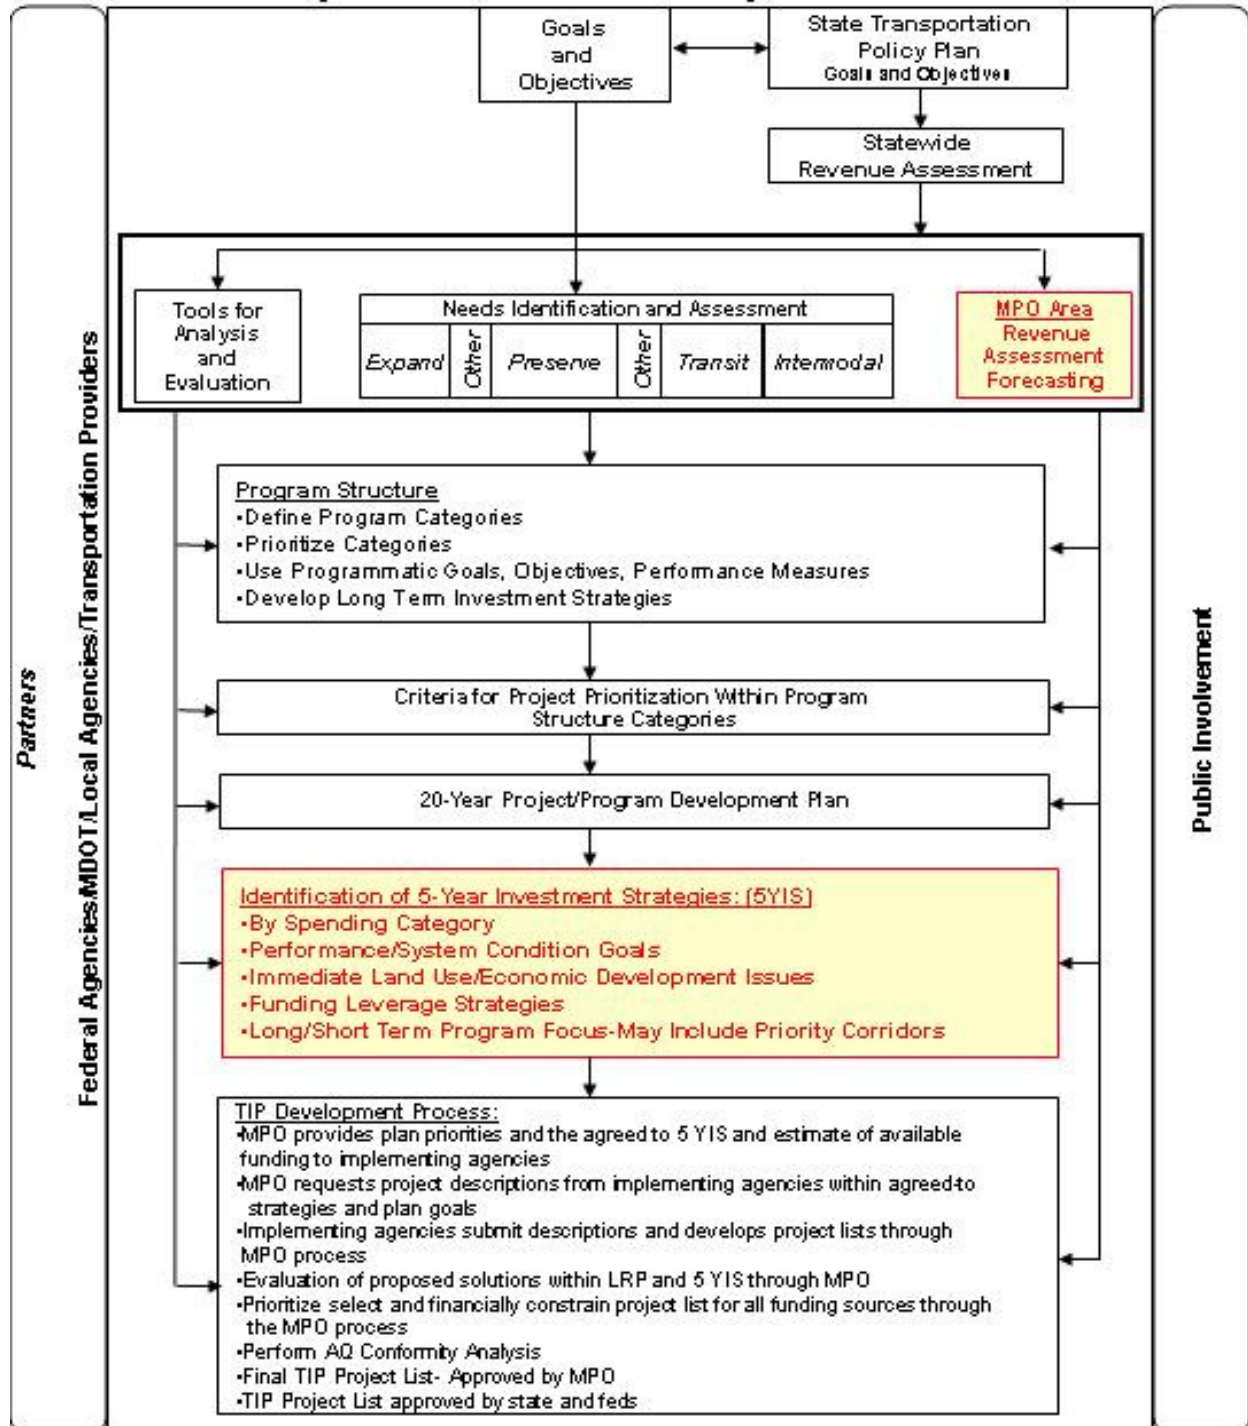 Goals
and
Objectives
State Transportation
Policy Plan
Goals and Objectives
Statewide
Revenue Assessment
Tools for
Analysis
and
Evaluation
Needs Identification and Assessment
Expand
Other
Preserve
Other
Transit
Intermodal
MPO Area
Revenue
Assessment
Forecasting
Program Structure
•Define Program Categories
•Prioritize Categories
•Use Programmatic Goals, Objectives, Performance Measures
•Develop Long Term Investment Strategies
Criteria for Project Prioritization Within Program
Structure Categories
20-Year Project/Program Development Plan
Identification of 5-Year Investment Strategies: (5YIS)
•By Spending Category
•Performance/System Condition Goals
•Immediate Land Use/Economic Development Issues
•Funding Leverage Strategies
•Long/Short Term Program Focus-May Include Priority Corridors
TIP Development Process:
•MPO provides plan priorities and the agreed to 5 YIS and estimate of available
funding to implementing agencies
•MPO requests project descriptions from implementing agencies within agreed-to
strategies and plan goals
•Implementing agencies submit descriptions and develops project lists through
MPO process
•Evaluation of proposed solutions within LRP and 5 YIS through MPO
•Prioritize select and financially constrain project list for all funding sources through
the MPO process
•Perform AQ Conformity Analysis
•Final TIP Project List- Approved by MPO
•TIP Project List approved by state and feds
Partners
Federal Agencies/MDOT/Local Agencies/Transportation Providers
Public Involvement